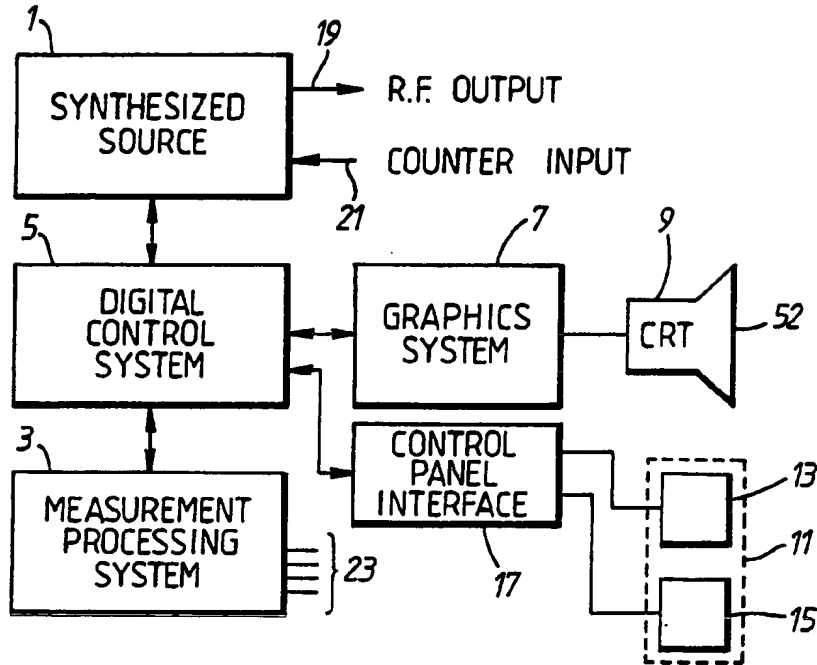 1
19
SYNTHESIZED
SOURCE
R.F. OUTPUT
COUNTER INPUT
21
5
DIGITAL
CONTROL
SYSTEM
7
GRAPHICS
SYSTEM
9
CRT
52
3
MEASUREMENT
PROCESSING
SYSTEM
23
CONTROL
PANEL
INTERFACE
17
13
11
15